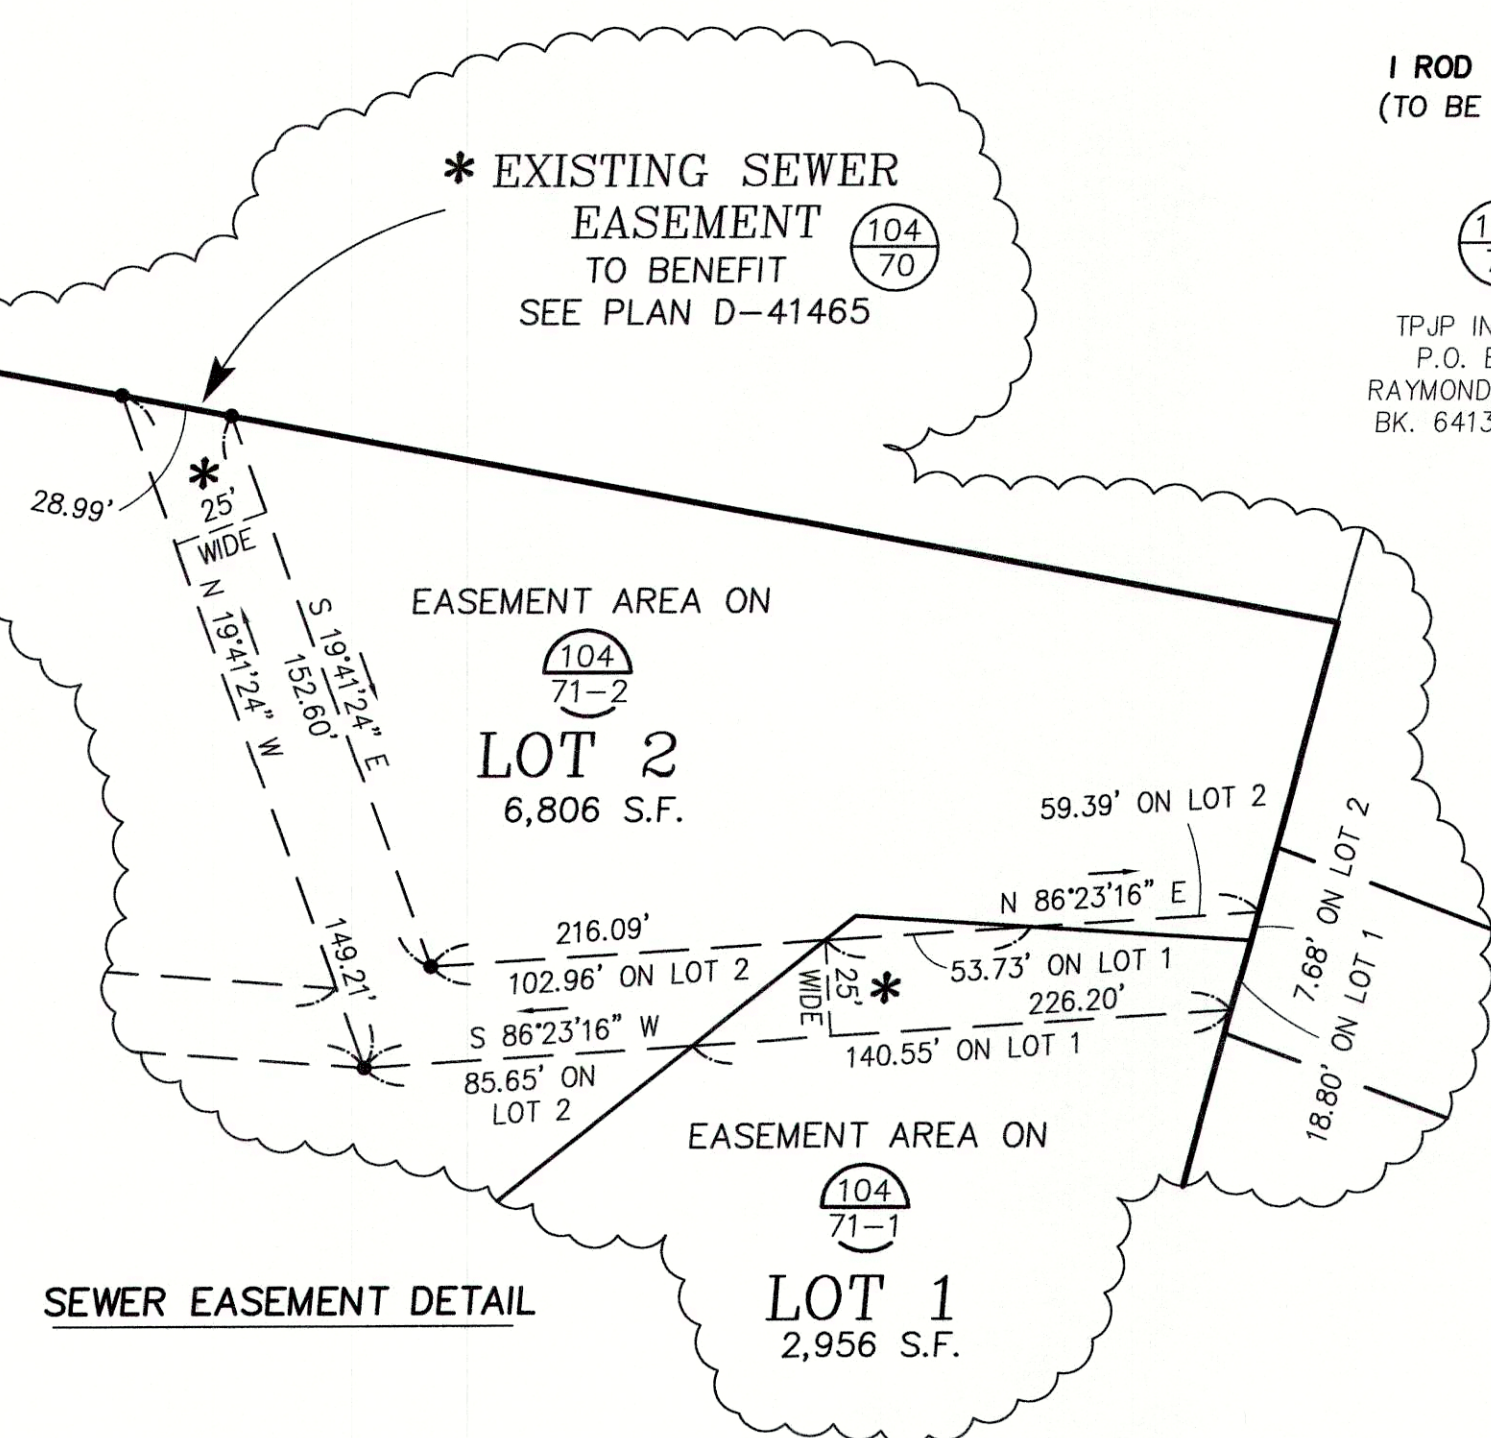 I ROD
(TO BE
* EXISTING SEWER
EASEMENT
TO BENEFIT
SEE PLAN D-41465
104
70
TPJP IN
P.O.
RAYMOND
BK. 6413
28.99'
*
25'
WIDE
N 19°41'24" W
149.21'
S 19°41'24" E
152.60'
EASEMENT AREA ON
104
71-2
LOT 2
6,806 S.F.
59.39' ON LOT 2
N 86°23'16" E
216.09'
102.96' ON LOT 2
53.73' ON LOT 1
25'
WIDE
*
226.20'
140.55' ON LOT 1
S 86°23'16" W
85.65' ON
LOT 2
7.68' ON LOT 2
18.80' ON LOT 1
EASEMENT AREA ON
104
71-1
LOT 1
2,956 S.F.
SEWER EASEMENT DETAIL